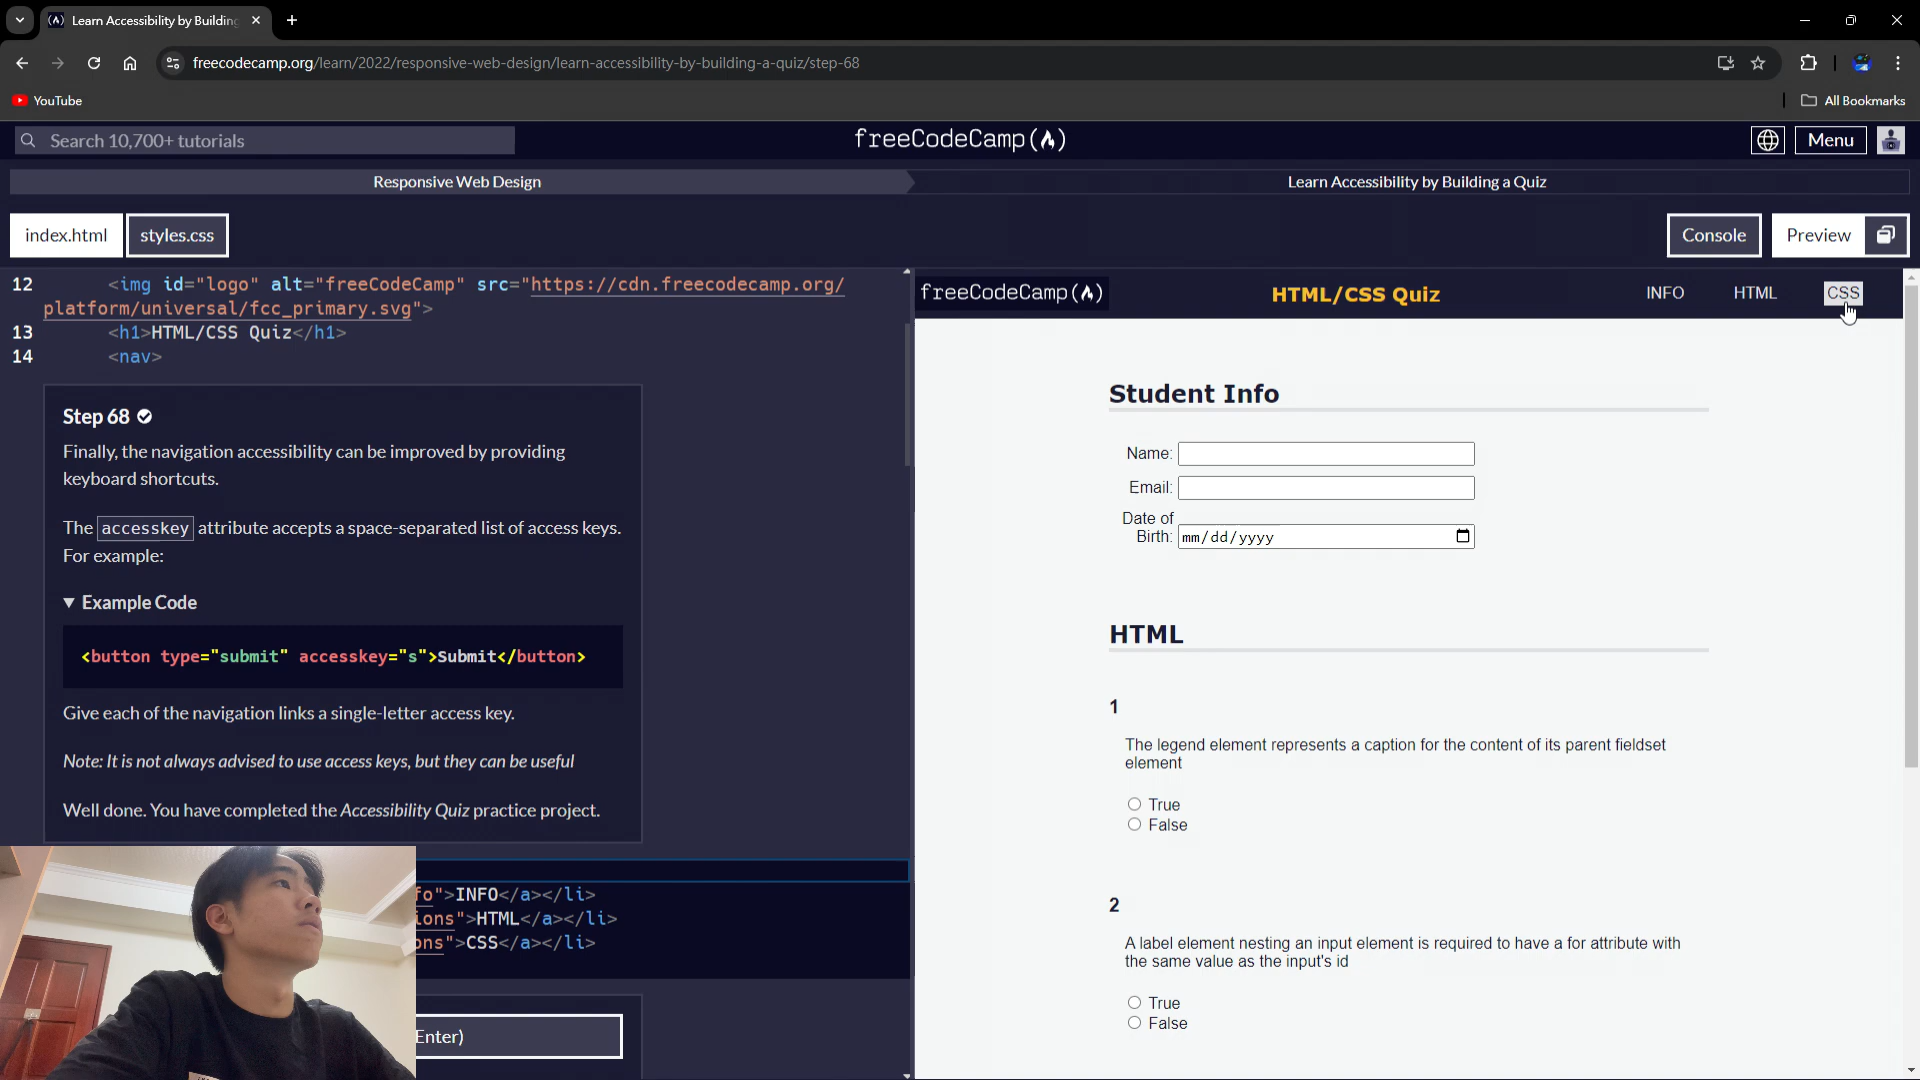 Learn Accessibility by Building
freecodecamp.org/learn/2022/responsive-web-design/learn-accessibility-by-building-a-quiz/step-68
YouTube
All Bookmarks
Search 10,700+ tutorials
freeCodeCamp
Menu
Responsive Web Design
Learn Accessibility by Building a Quiz
index.html
styles.css
Console
Preview
12 <img id="logo" alt="freeCodeCamp" src="https://cdn.freecodecamp.org/
platform/universal/fcc_primary.svg">
13 <h1>HTML/CSS Quiz</h1>
14 <nav>
Step 68
Finally, the navigation accessibility can be improved by providing
keyboard shortcuts.
The accesskey attribute accepts a space-separated list of access keys.
For example:
Example Code
<button type="submit" accesskey="s">Submit</button>
Give each of the navigation links a single-letter access key.
Note: It is not always advised to use access keys, but they can be useful
Well done. You have completed the Accessibility Quiz practice project.
fo">INFO</a></li>
ions">HTML</a></li>
ons">CSS</a></li>
Enter)
freeCodeCamp
HTML/CSS Quiz
INFO
HTML
CSS
Student Info
Name:
Email:
Date of
Birth:
mm/dd/yyyy
HTML
1
The legend element represents a caption for the content of its parent fieldset
element
True
False
2
A label element nesting an input element is required to have a for attribute with
the same value as the input's id
True
False